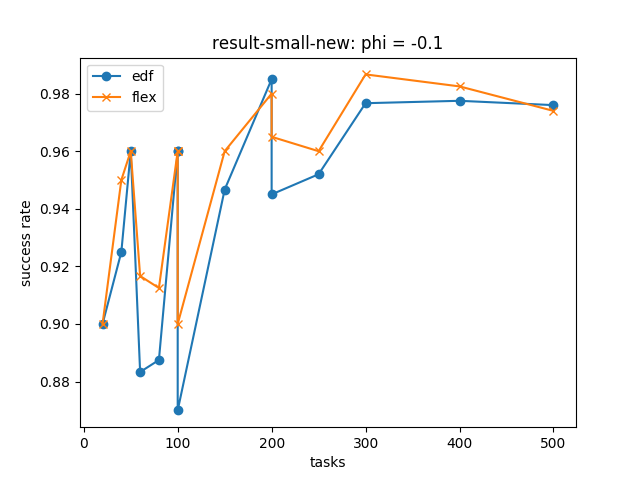 result-small-new: phi = -0.1
edf
flex
success rate
0.98
0.96
0.94
0.92
0.90
0.88
0
100
200
300
400
500
tasks